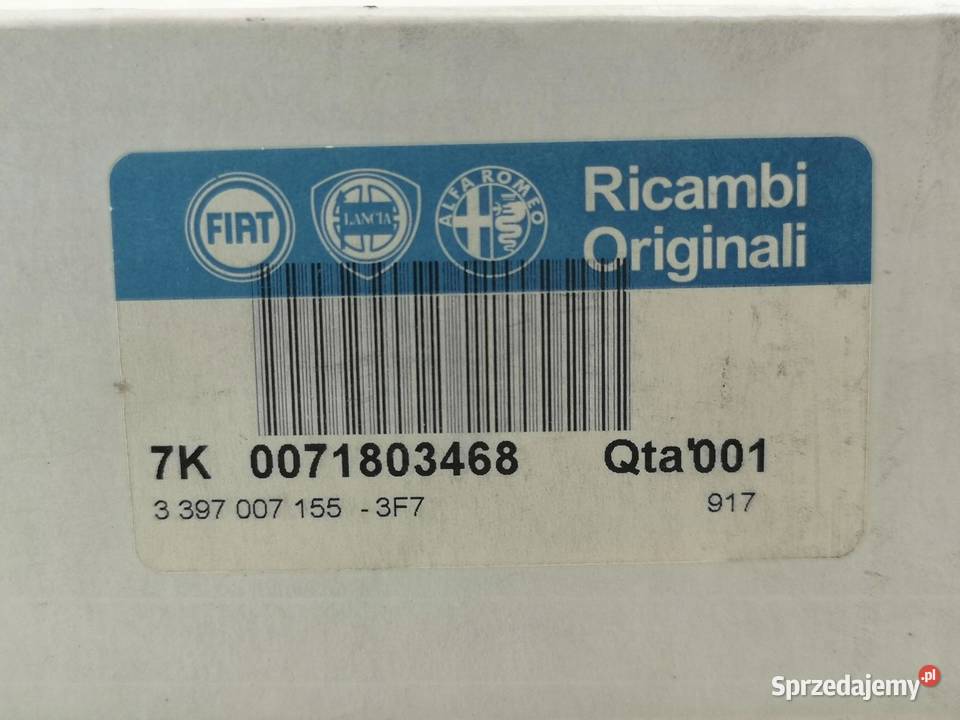 FIAT
LANCIA
ALFA ROMEO
Ricambi
Originali
7K 0071803468 Qta'001
3 397 007 155 - 3F7 917
Sprzedajemy.pl